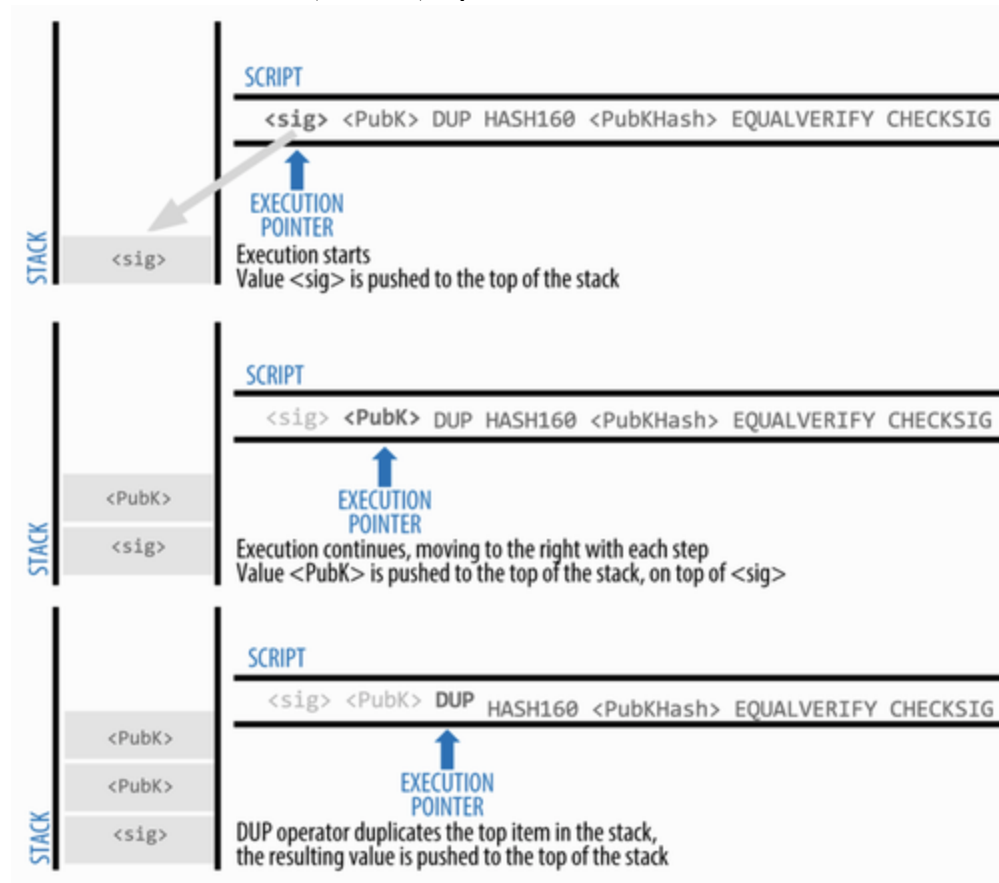 SCRIPT
<sig> <PubK> DUP HASH160 <PubKHash> EQUALVERIFY CHECKSIG
EXECUTION
POINTER
STACK
<sig>
Execution starts
Value <sig> is pushed to the top of the stack
SCRIPT
<sig> <PubK> DUP HASH160 <PubKHash> EQUALVERIFY CHECKSIG
EXECUTION
POINTER
STACK
<PubK>
<sig>
Execution continues, moving to the right with each step
Value <PubK> is pushed to the top of the stack, on top of <sig>
SCRIPT
<sig> <PubK> DUP HASH160 <PubKHash> EQUALVERIFY CHECKSIG
EXECUTION
POINTER
STACK
<PubK>
<PubK>
<sig>
DUP operator duplicates the top item in the stack,
the resulting value is pushed to the top of the stack